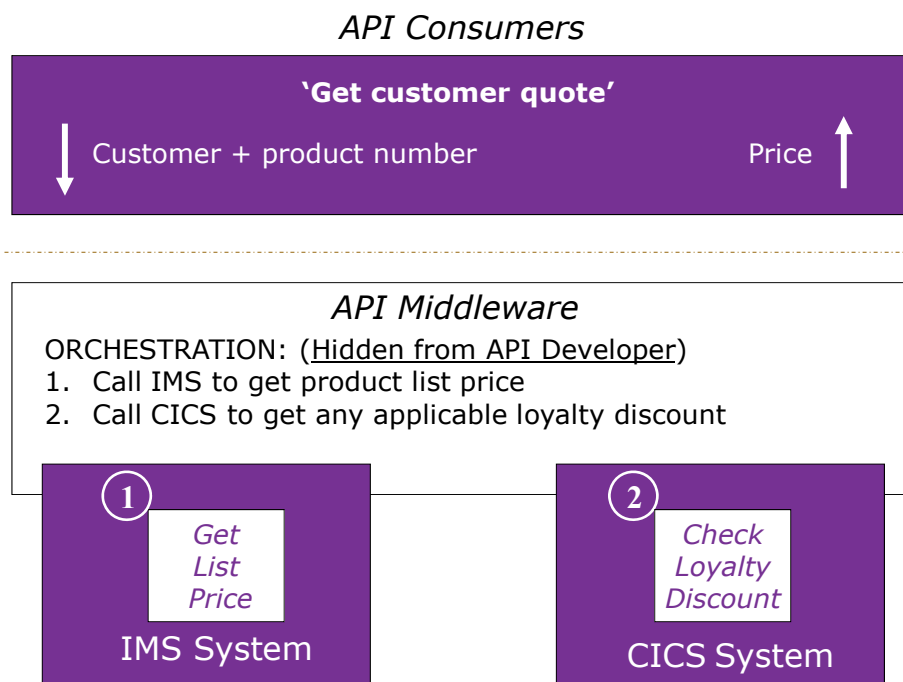 API Consumers
‘Get customer quote’
Customer + product number
Price
API Middleware
ORCHESTRATION: (Hidden from API Developer)
1. Call IMS to get product list price
2. Call CICS to get any applicable loyalty discount
1
Get
List
Price
IMS System
2
Check
Loyalty
Discount
CICS System